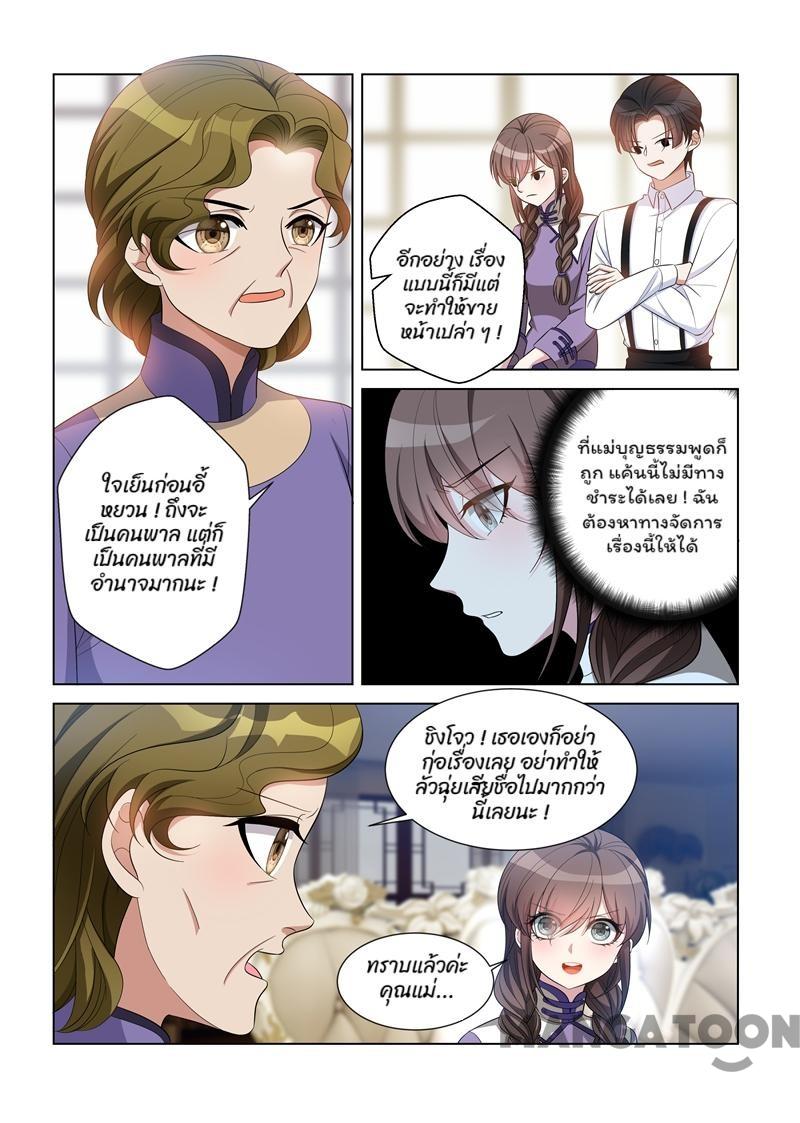 ใจเย็นก่อนอี้
หยวน ! ถึงจะ
เป็นคนพาล แต่ก็
เป็นคนพาลที่มี
อำนาจมากนะ !
อีกอย่าง เรื่อง
แบบนี้ก็มีแต่
จะทำให้ขาย
หน้าเปล่า ๆ !
ที่แม่บุญธรรมพูดก็
ถูก แค้นนี้ไม่มีทาง
ชำระได้เลย ! ฉัน
ต้องหาทางจัดการ
เรื่องนี้ให้ได้
ชิงโจว ! เธอเองก็อย่า
ก่อเรื่องเลย อย่าทำให้
ลั่วฉุ่ยเสียชื่อไปมากกว่า
นี้เลยนะ !
ทราบแล้วค่ะ
คุณแม่...
MANGATOON